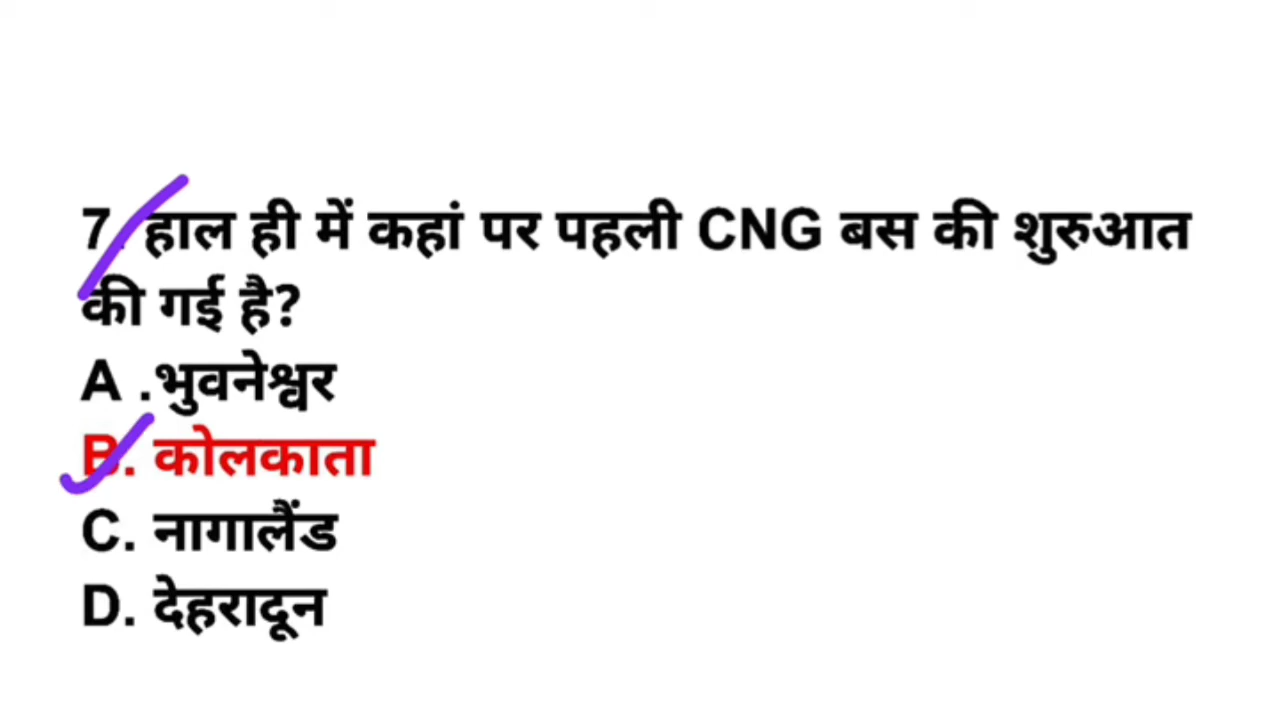 7. हाल ही में कहां पर पहली CNG बस की शुरुआत
की गई है?
A .भुवनेश्वर
B. कोलकाता
C. नागालैंड
D. देहरादून